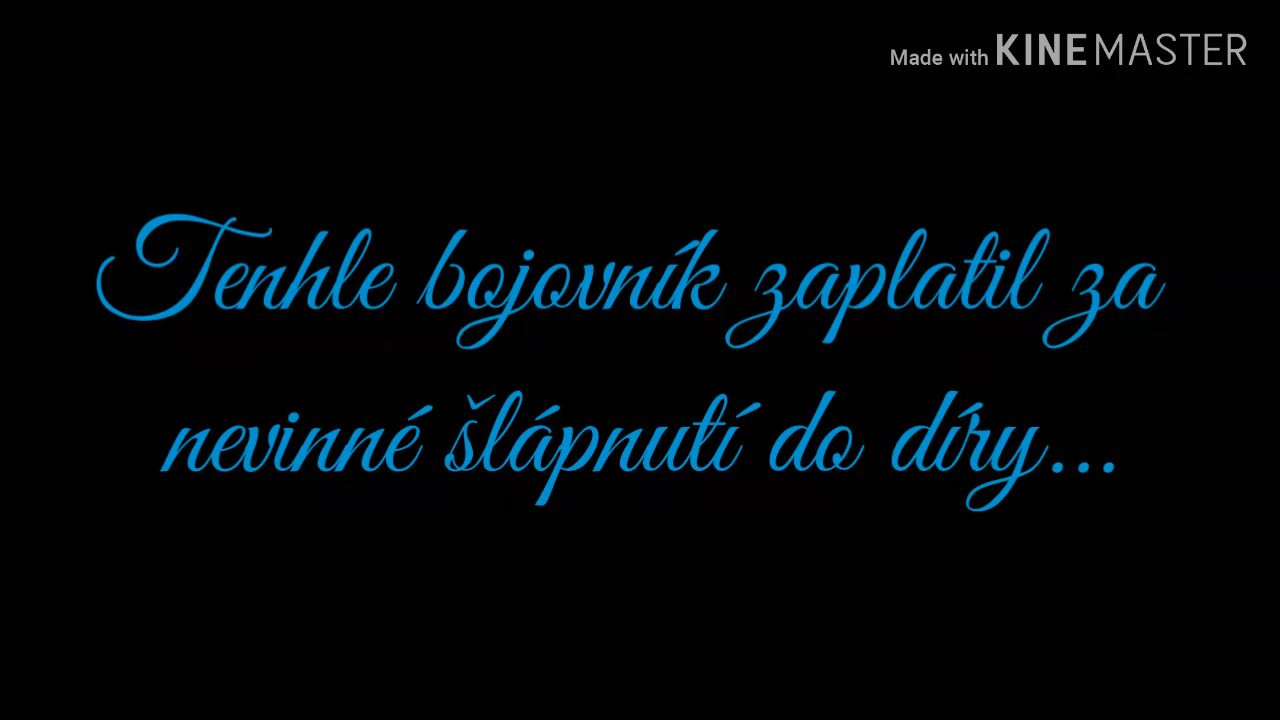 Made with KINEMASTER
Tenhle bojovník zaplatil za
nevinné šlápnutí do díry...